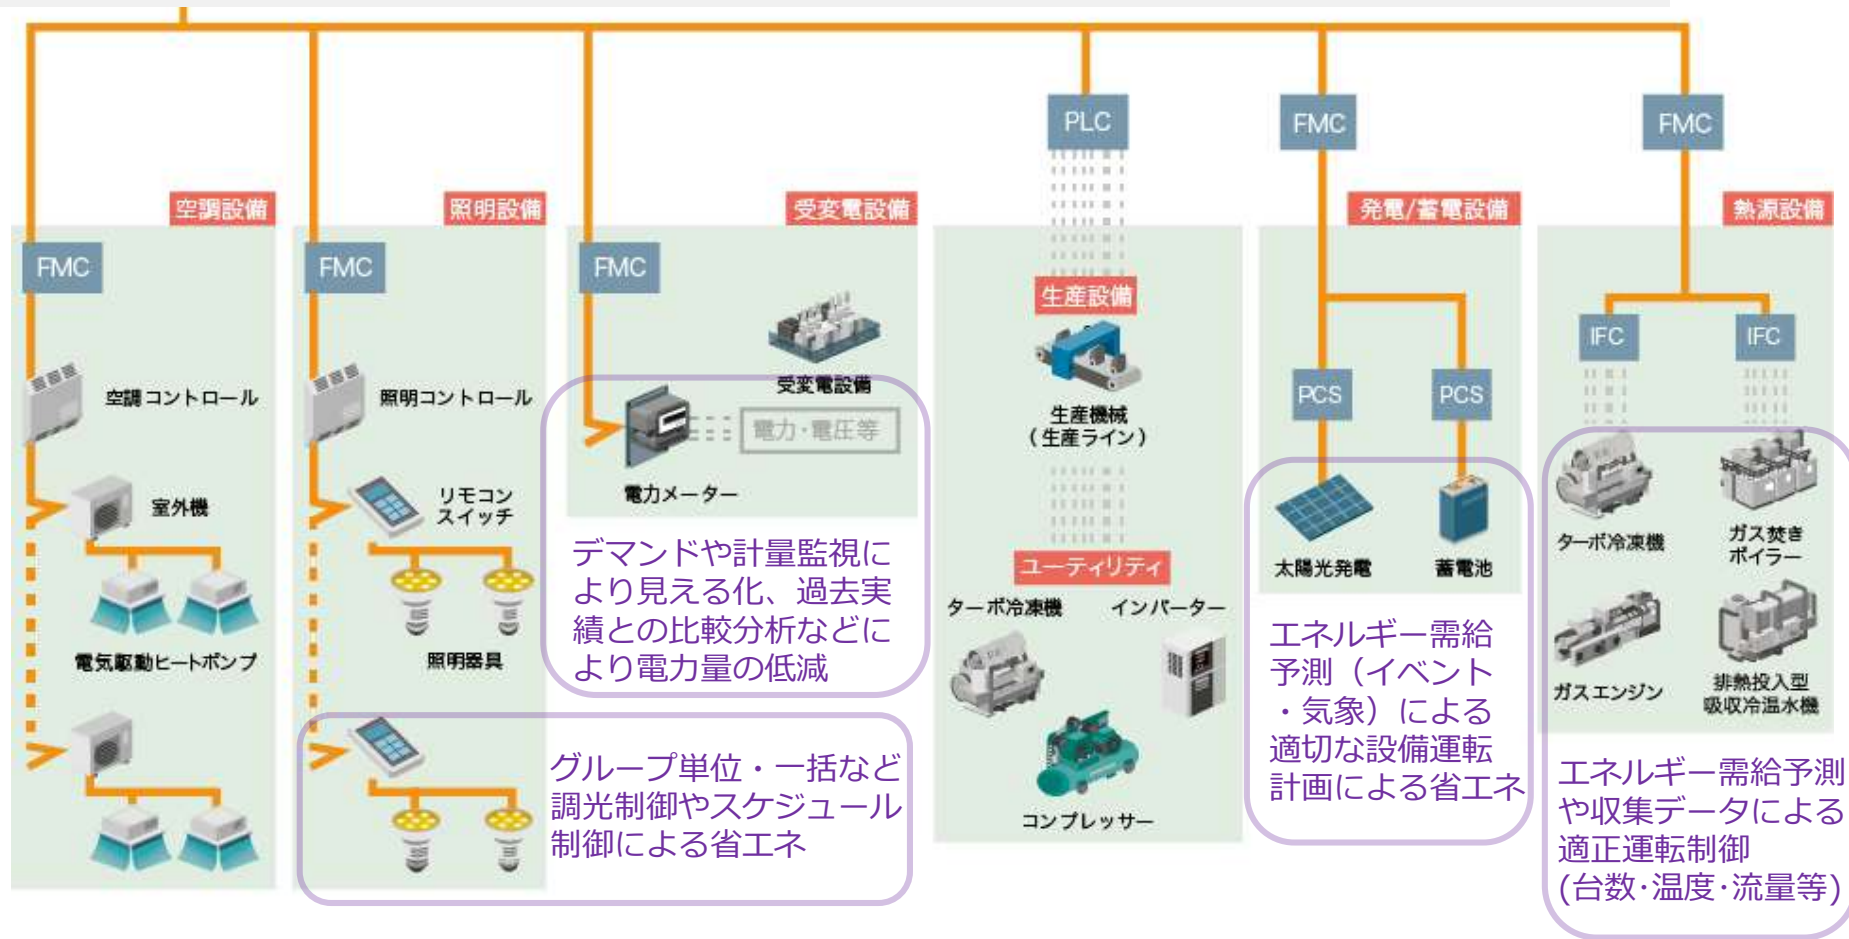 PLC
FMC
FMC
空調設備
照明設備
受変電設備
発電/蓄電設備
熱源設備
FMC
FMC
FMC
生産設備
IFC
IFC
空調コントロール
照明コントロール
受変電設備
電力・電圧等
生産機械
(生産ライン)
PCS
PCS
室外機
リモコン
スイッチ
電力メーター
ターボ冷凍機
ガス焚き
ボイラー
デマンドや計量監視に
より見える化、過去実
績との比較分析などに
より電力量の低減
ユーティリティ
太陽光発電
蓄電池
ターボ冷凍機
インバーター
電気駆動ヒートポンプ
照明器具
エネルギー需給
予測（イベント
・気象）による
適切な設備運転
計画による省エネ
ガスエンジン
排熱投入型
吸収冷温水機
グループ単位・一括など
調光制御やスケジュール
制御による省エネ
コンプレッサー
エネルギー需給予測
や収集データによる
適正運転制御
(台数･温度･流量等)